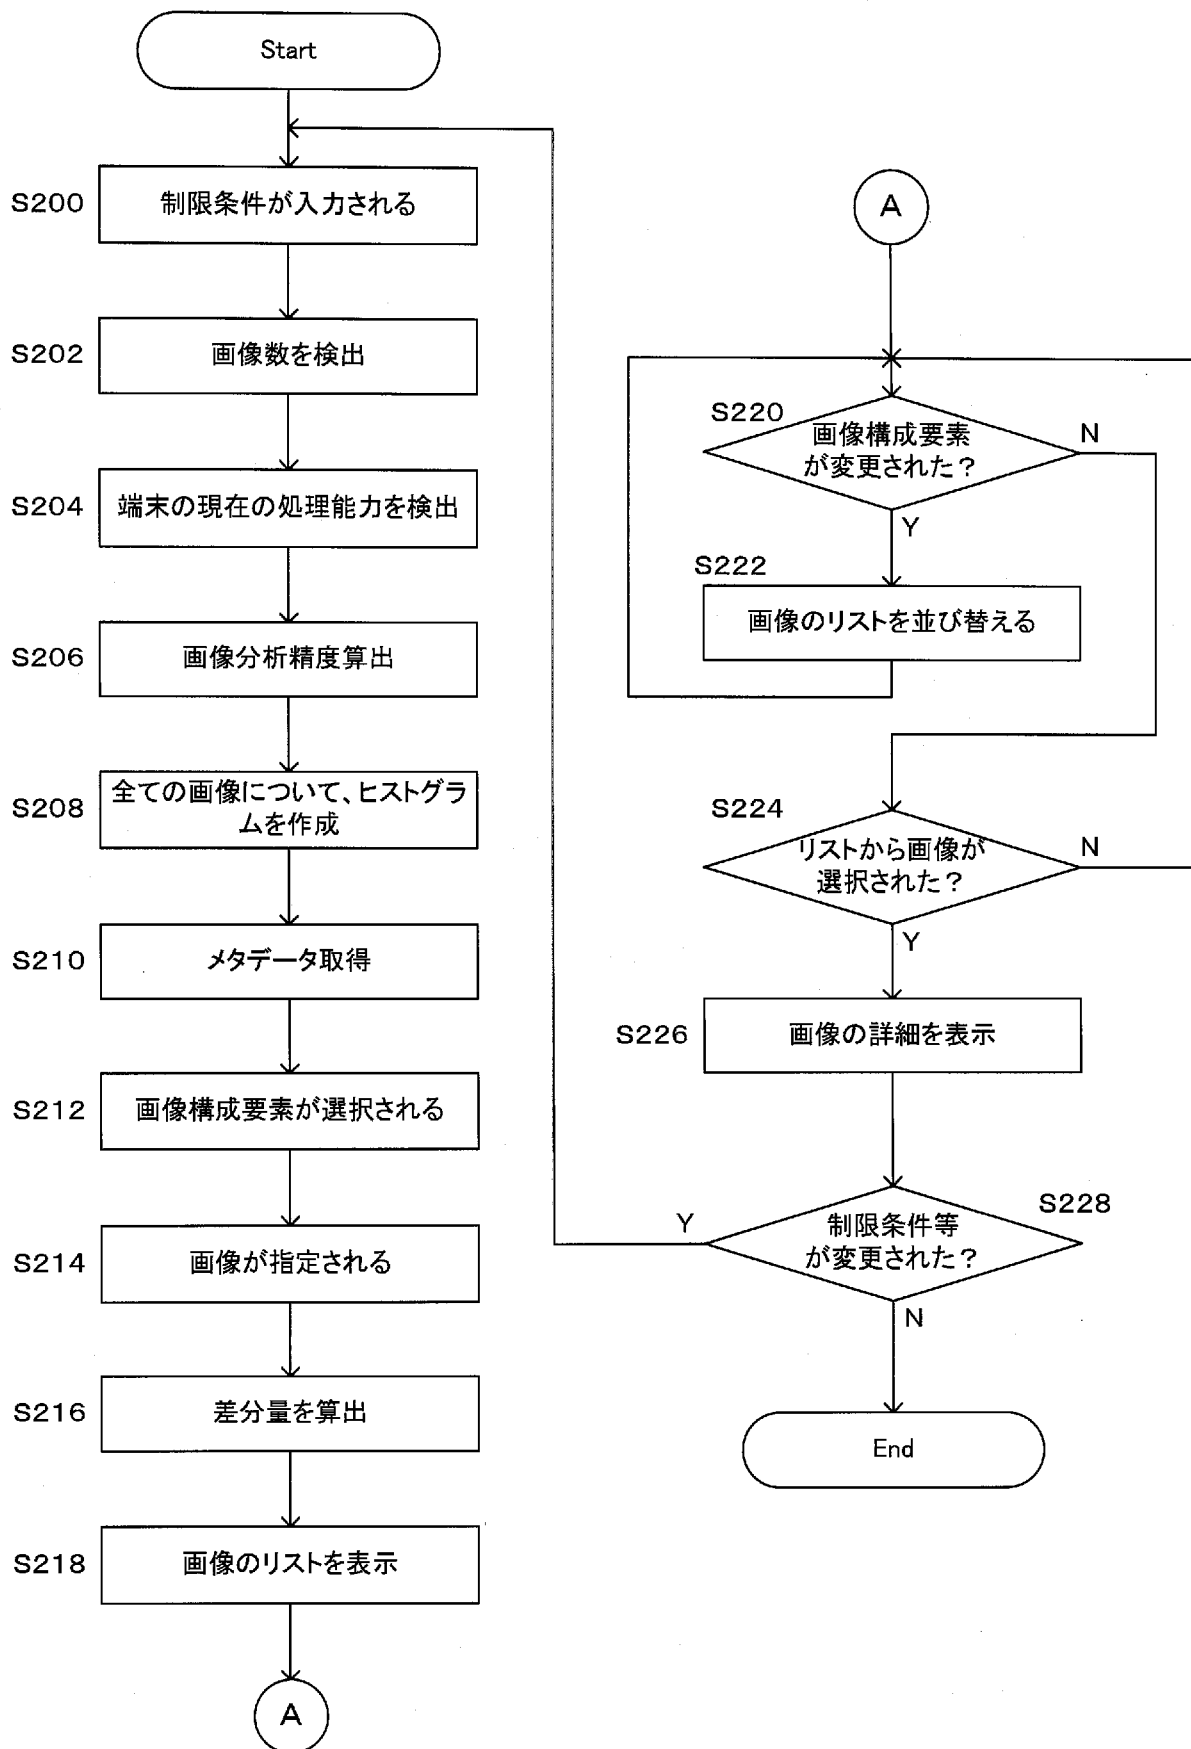 Start
S200
制限条件が入力される
S202
画像数を検出
S204
端末の現在の処理能力を検出
S206
画像分析精度算出
S208
全ての画像について、ヒストグラ
ムを作成
S210
メタデータ取得
S212
画像構成要素が選択される
S214
画像が指定される
S216
差分量を算出
S218
画像のリストを表示
A
A
S220
画像構成要素
が変更された？
N
Y
S222
画像のリストを並び替える
S224
リストから画像が
選択された？
N
Y
S226
画像の詳細を表示
S228
制限条件等
が変更された？
Y
N
End